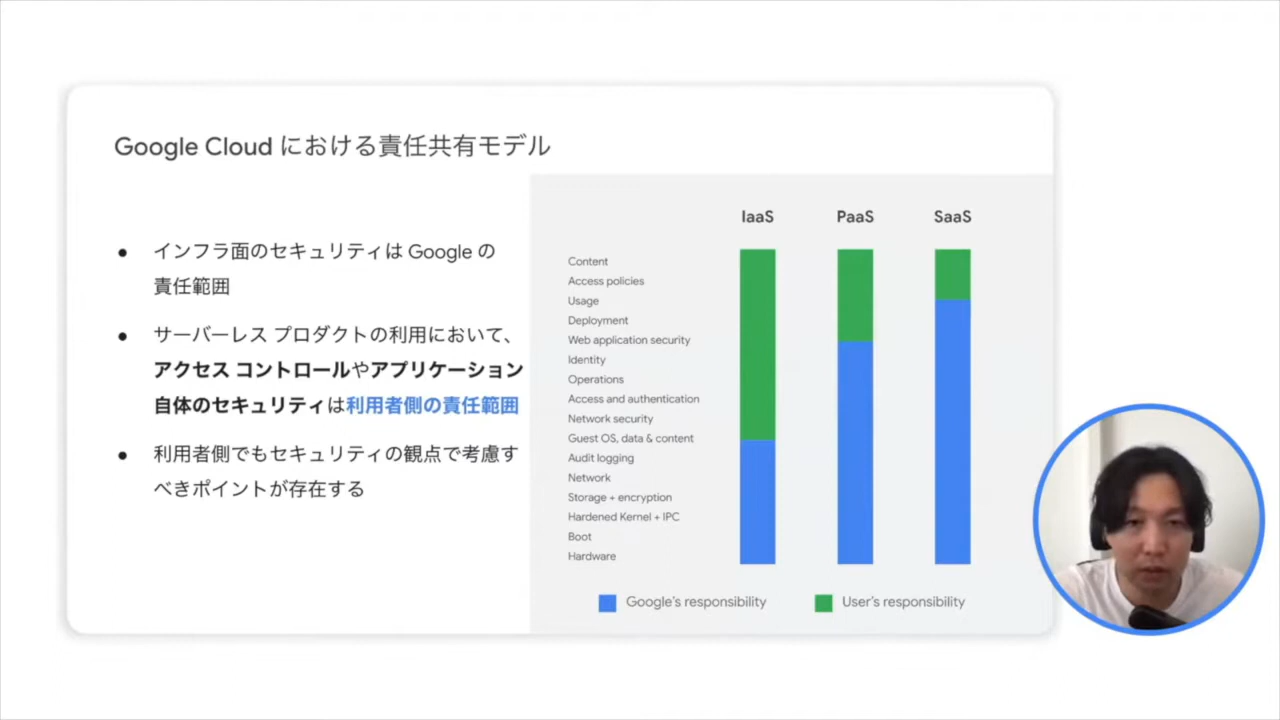 Google Cloud における責任共有モデル
● インフラ面のセキュリティは Google の
責任範囲
● サーバーレス プロダクトの利用において、
アクセス コントロールやアプリケーション
自体のセキュリティは利用者側の責任範囲
● 利用者側でもセキュリティの観点で考慮す
べきポイントが存在する
IaaS PaaS SaaS
Content
Access policies
Usage
Deployment
Web application security
Identity
Operations
Access and authentication
Network security
Guest OS, data & content
Audit logging
Network
Storage + encryption
Hardened Kernel + IPC
Boot
Hardware
Google's responsibility User's responsibility